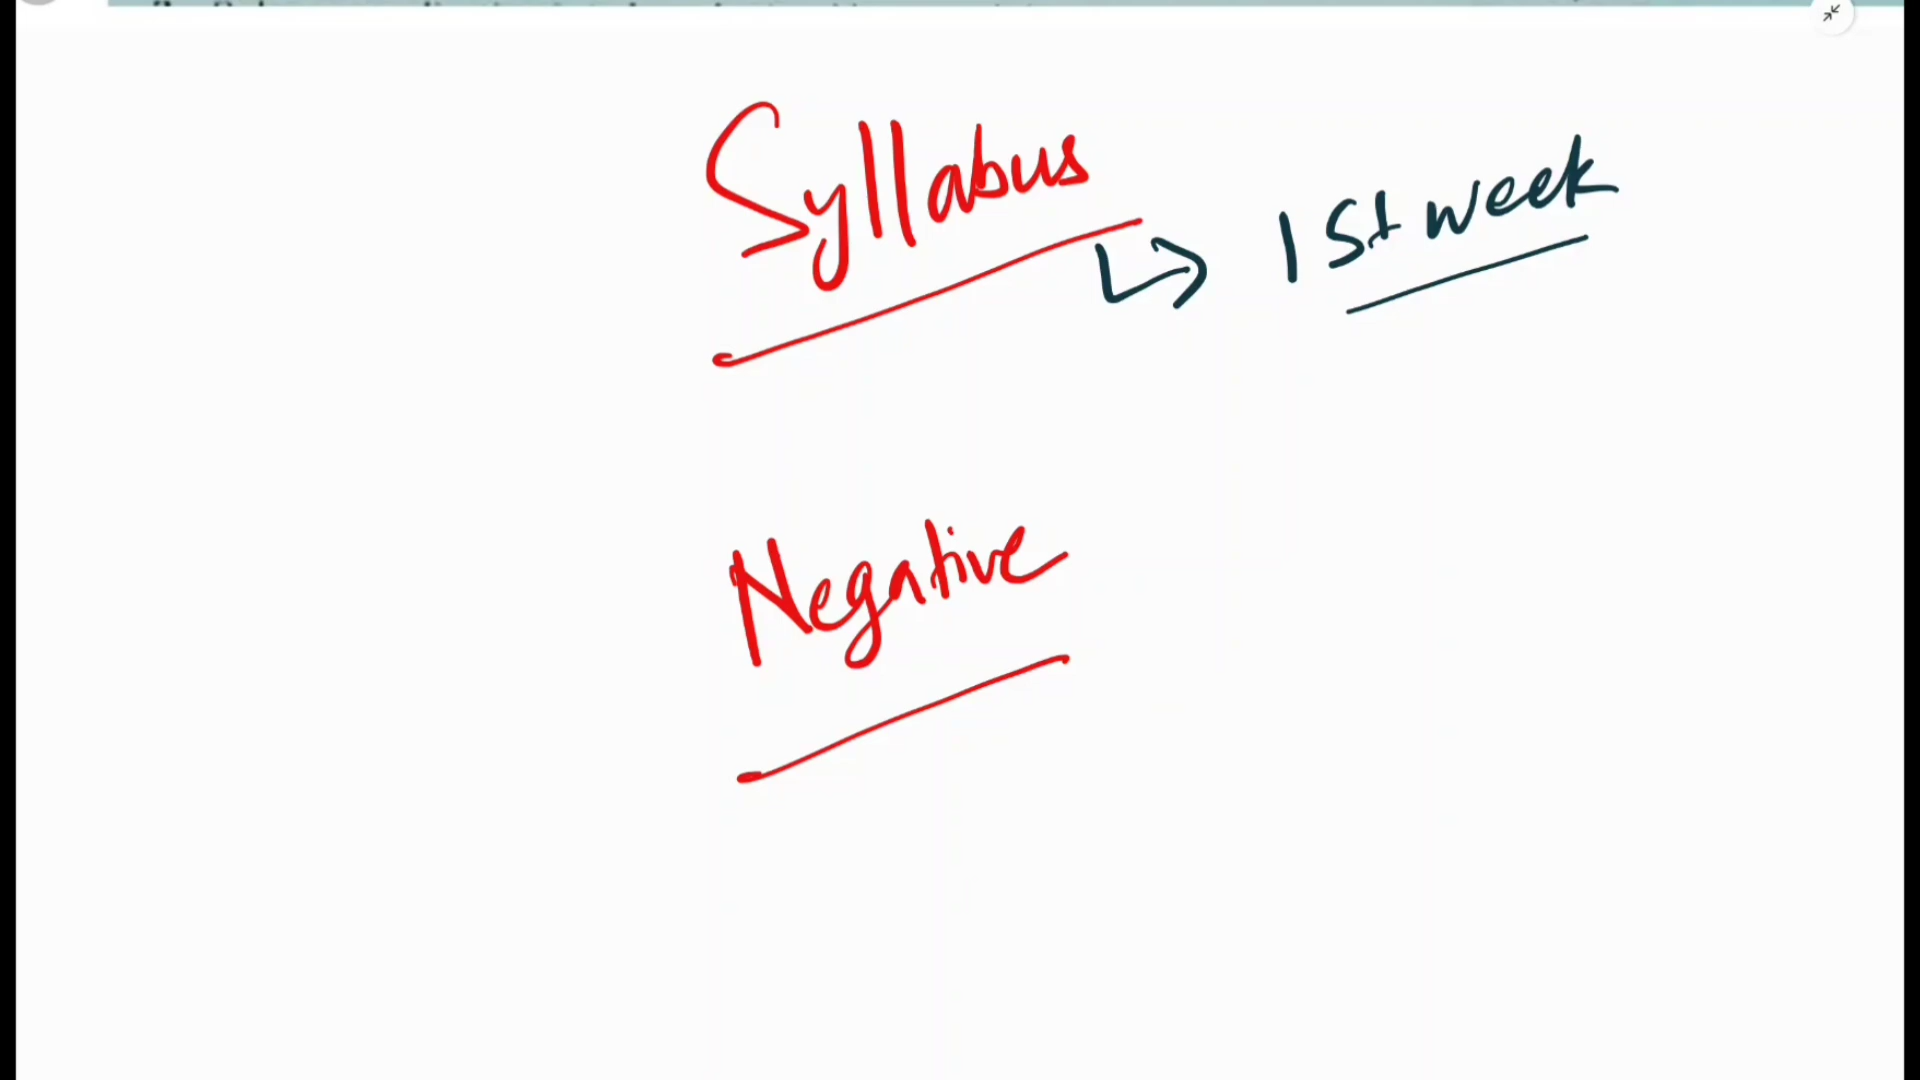 Syllabus
↳ 1st week
Negative